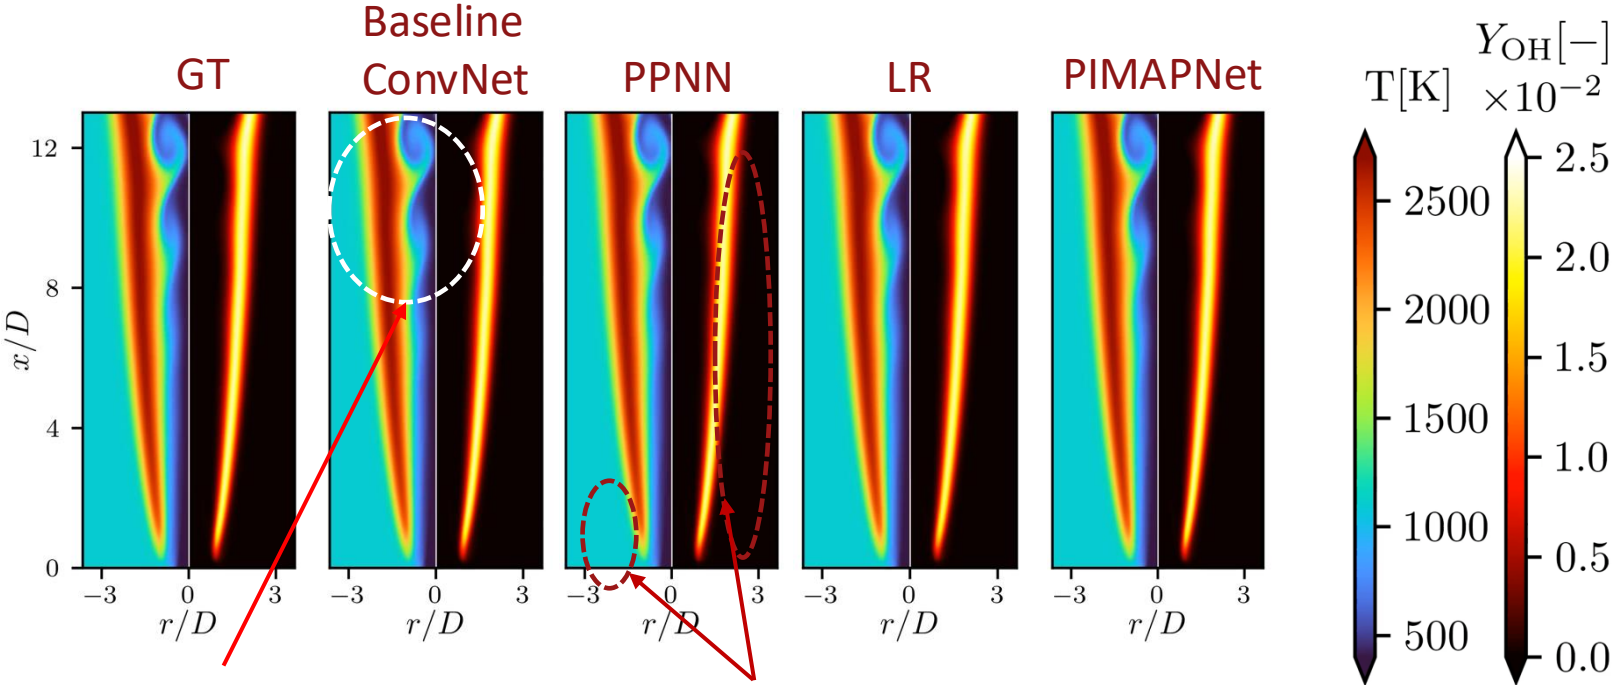 Baseline
GT ConvNet PPNN LR PIMAPNet
T[K] Y_OH[−]
×10⁻²
12
8
4
0
x/D
−3 0 3 −3 0 3 −3 0 3 −3 0 3 −3 0 3
r/D r/D r/D r/D r/D
2500
2000
1500
1000
500
2.5
2.0
1.5
1.0
0.5
0.0